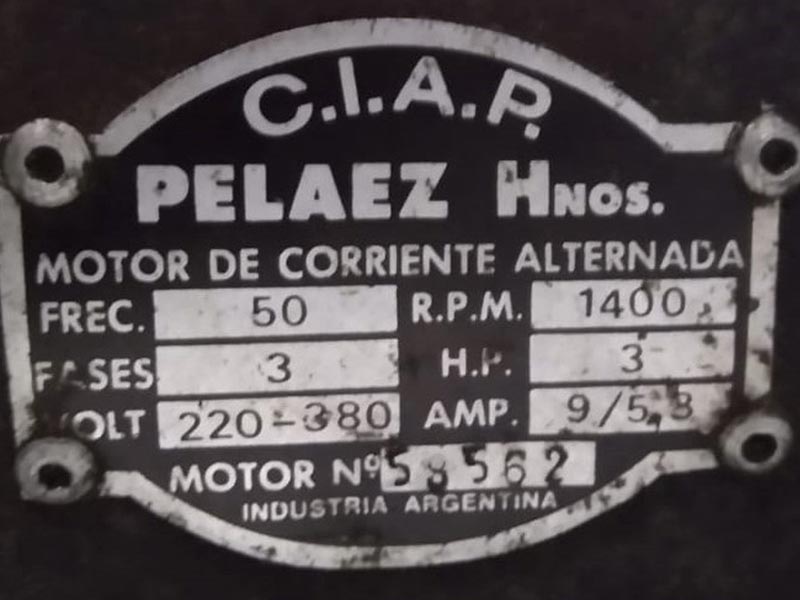 C.I.A.P.
PELAEZ HNOS.
MOTOR DE CORRIENTE ALTERNADA
FREC. 50 R.P.M. 1400
FASES 3 H.P. 3
VOLT 220-380 AMP. 9/5,3
MOTOR Nº 58562
INDUSTRIA ARGENTINA